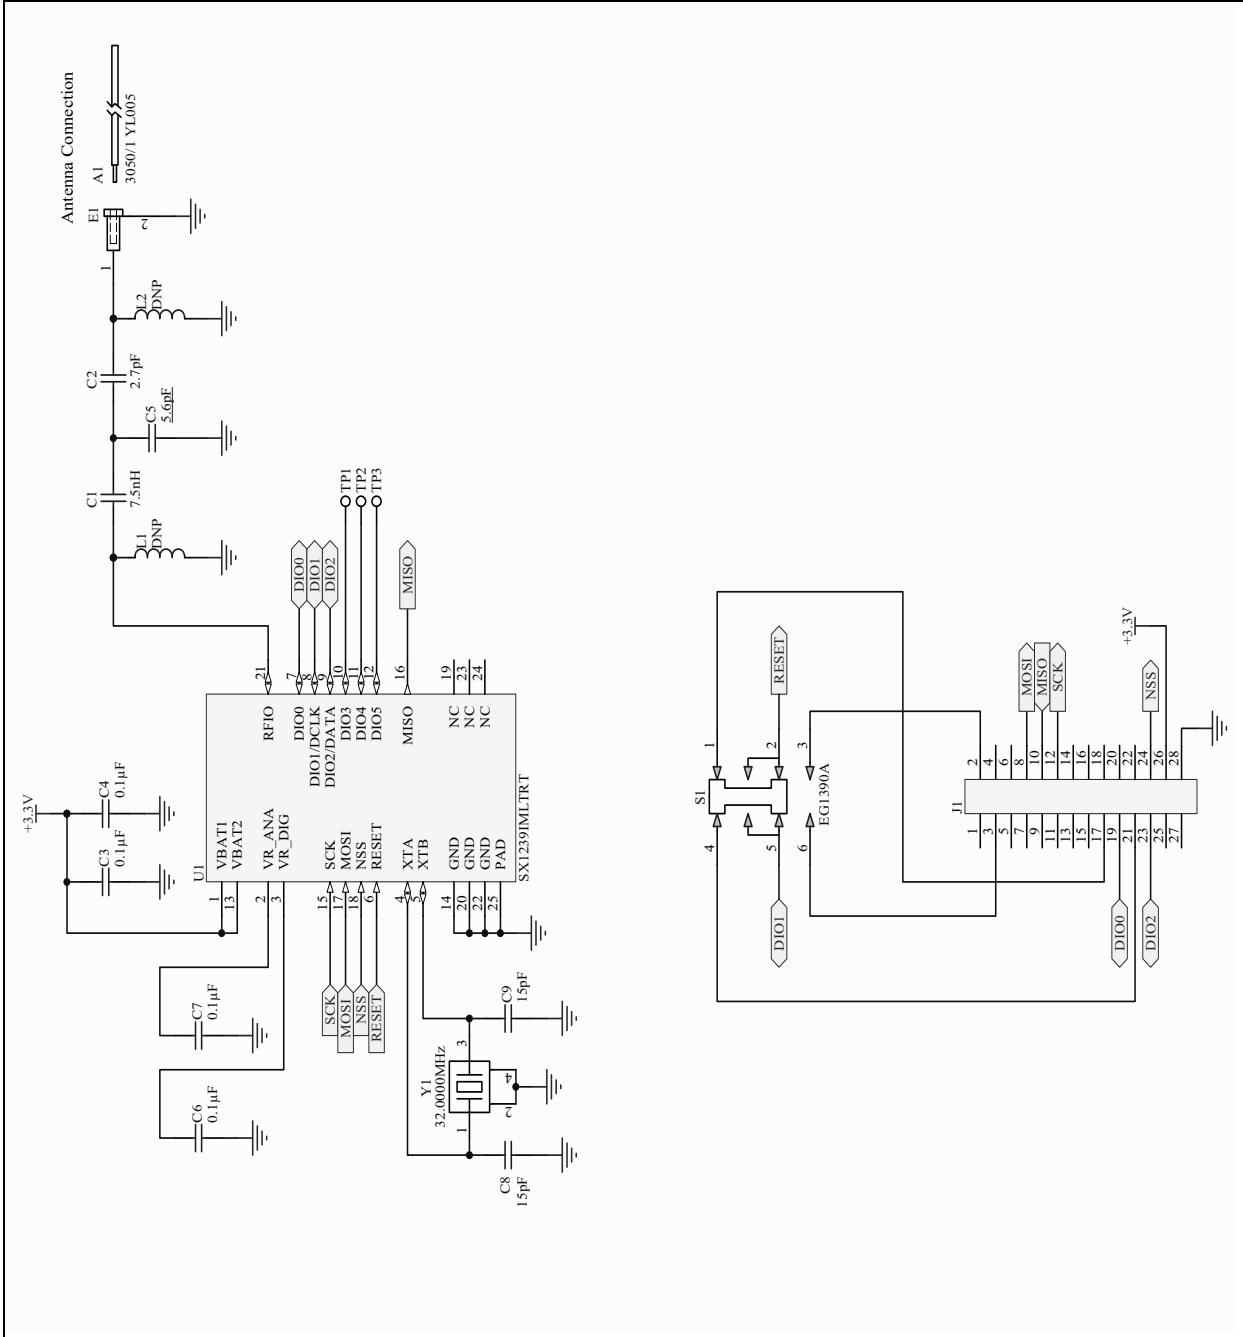 Antenna Connection
A1
3050/1 YL005
E1
2
1
L2
DNP
C2
2.7pF
C5
5.6pF
C1
7.5nH
L1
DNP
TP1
TP2
TP3
DIO0
DIO1
DIO2
MISO
21
7
8
9
10
11
12
16
19
23
24
RFIO
DIO0
DIO1/DCLK
DIO2/DATA
DIO3
DIO4
DIO5
MISO
NC
NC
NC
+3.3V
C4
0.1µF
C3
0.1µF
U1
VBAT1
VBAT2
VR_ANA
VR_DIG
SCK
MOSI
NSS
RESET
XTA
XTB
GND
GND
GND
PAD
SX1239IMLTRT
1
13
2
3
15
17
18
6
4
5
14
20
22
25
C7
0.1µF
C6
0.1µF
SCK
MOSI
NSS
RESET
C9
15pF
Y1
32.0000MHz
3
4
2
1
C8
15pF
RESET
1
2
3
S1
EG1390A
4
5
6
DIO1
+3.3V
MOSI
MISO
SCK
NSS
2
4
6
8
10
12
14
16
18
20
22
24
26
28
J1
1
3
5
7
9
11
13
15
17
19
21
23
25
27
DIO0
DIO2